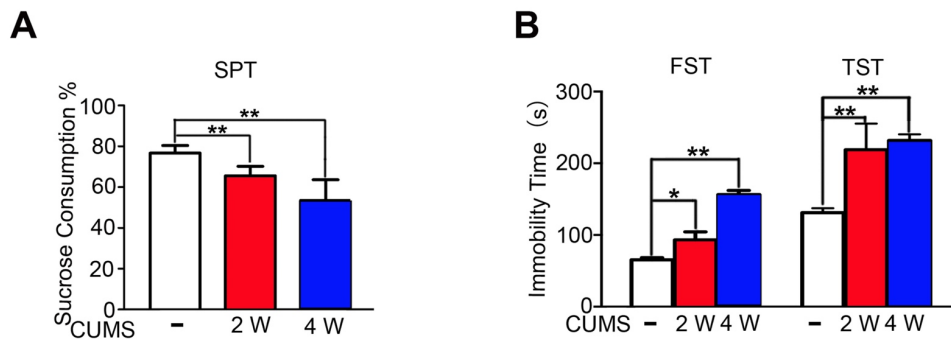 A
SPT
Sucrose Consumption %
100
80
60
40
20
0
**
**
CUMS - 2 W 4 W
B
FST TST
Immobility Time (s)
300
200
100
0
*
**
**
**
CUMS - 2 W 4 W - 2 W 4 W